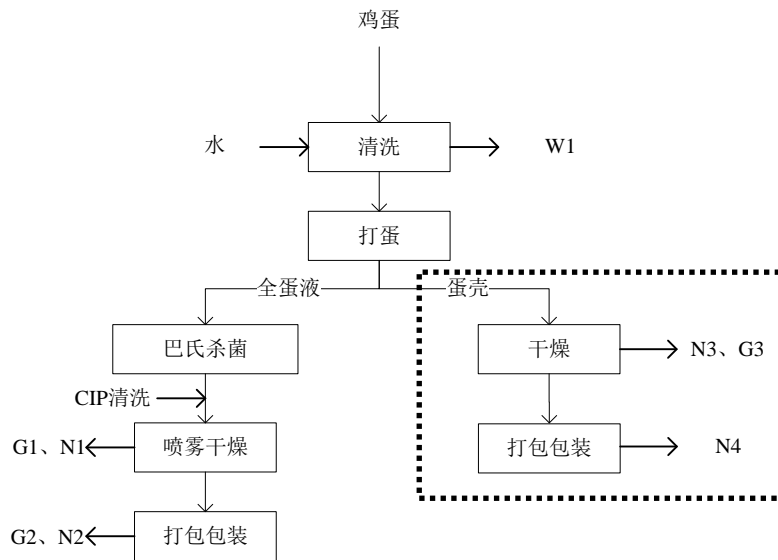 鸡蛋
水
清洗
W1
打蛋
全蛋液
蛋壳
巴氏杀菌
干燥
N3、G3
CIP清洗
G1、N1
喷雾干燥
打包包装
N4
G2、N2
打包包装